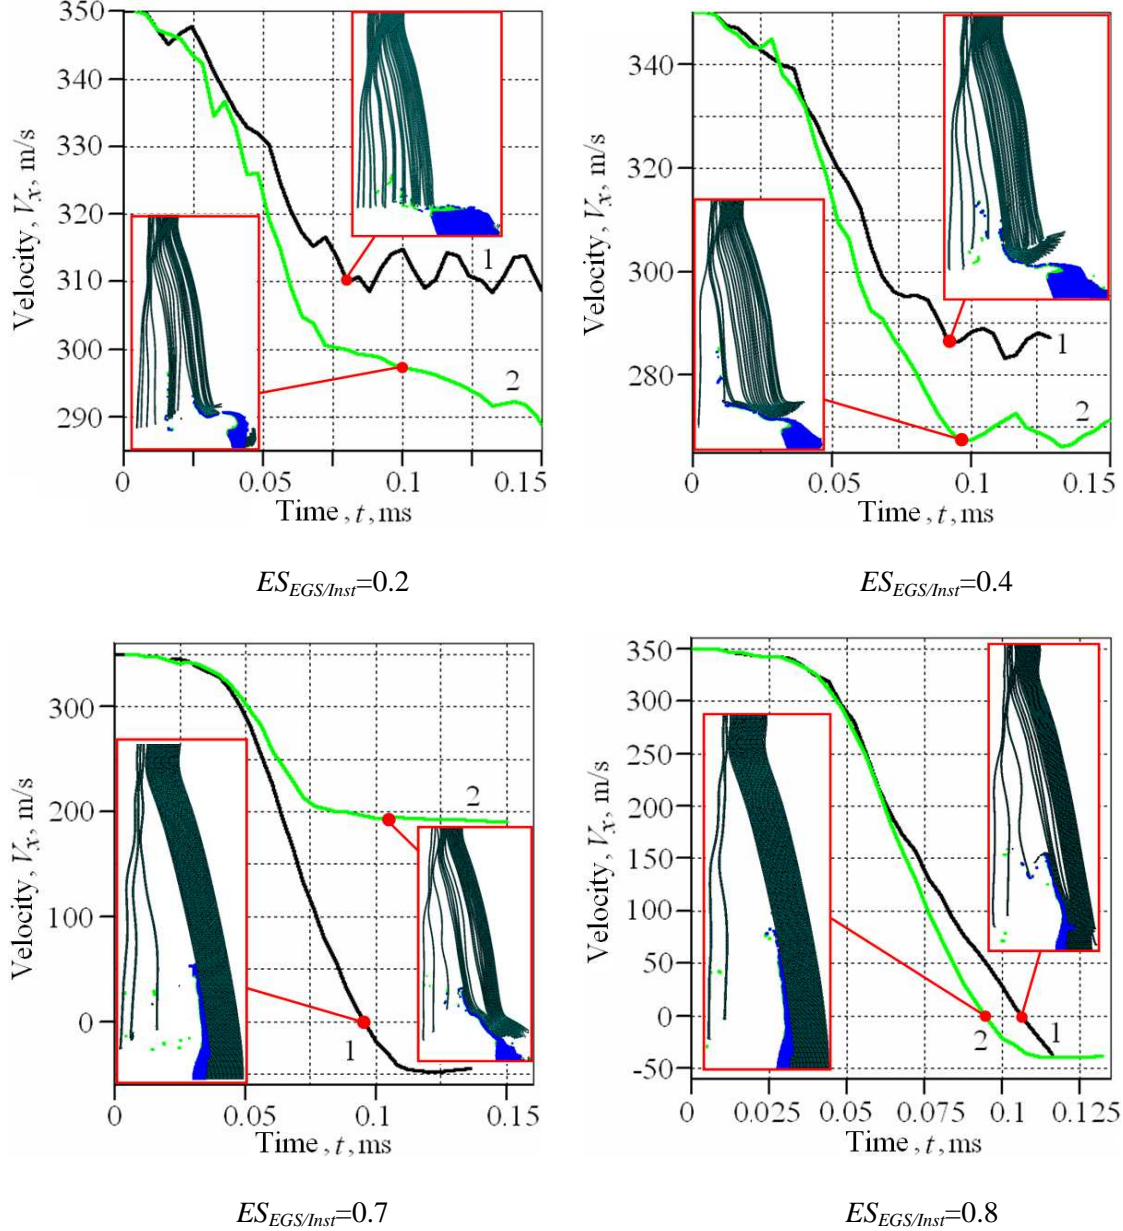 350
340
330
320
310
300
290
Velocity, Vx, m/s
1
2
0 0.05 0.1 0.15
Time, t, ms
ES_EGS/Inst=0.2
340
320
300
280
Velocity, Vx, m/s
1
2
0 0.05 0.1 0.15
Time, t, ms
ES_EGS/Inst=0.4
300
200
100
0
Velocity, Vx, m/s
2
1
0 0.05 0.1 0.15
Time, t, ms
ES_EGS/Inst=0.7
350
300
250
200
150
100
50
0
-50
Velocity, Vx, m/s
2 1
0 0.025 0.05 0.075 0.1 0.125
Time, t, ms
ES_EGS/Inst=0.8